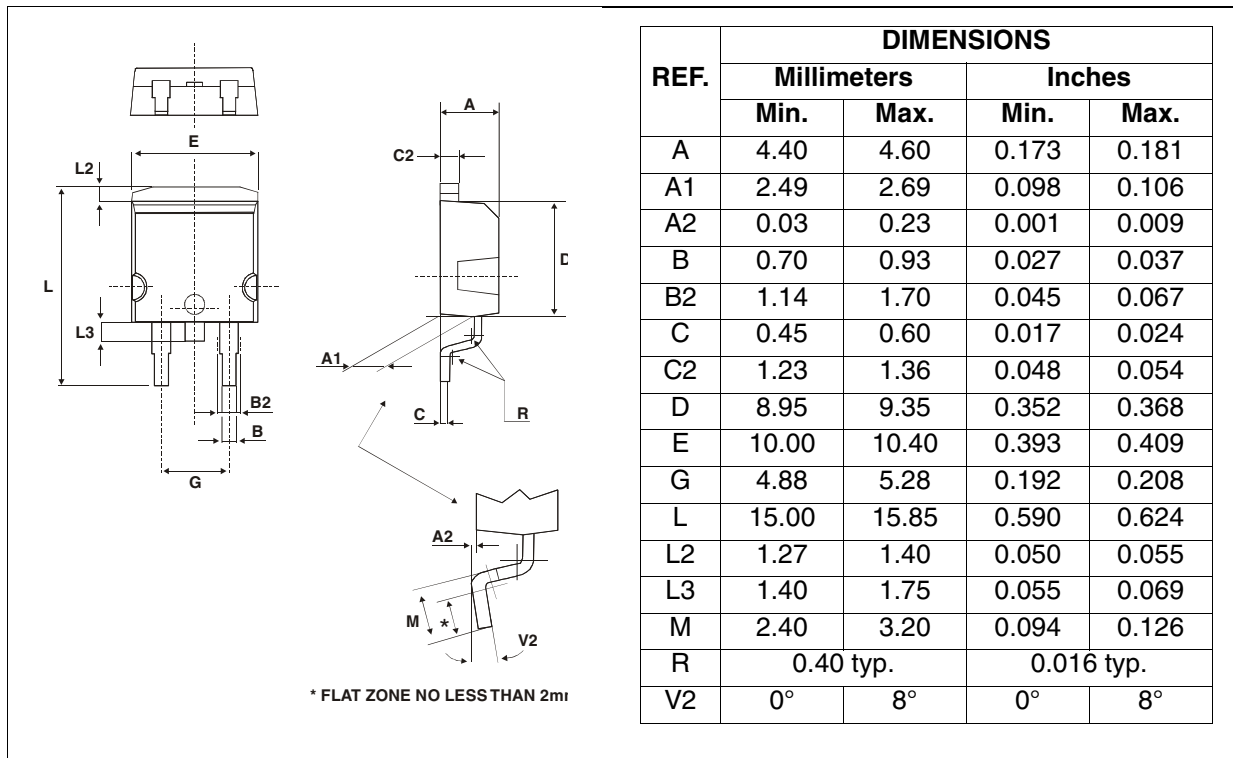 E
L2
L
L3
B2
B
G
A
C2
D
A1
C
R
A2
M
*
V2
* FLAT ZONE NO LESS THAN 2m
REF. DIMENSIONS
Millimeters Inches
Min. Max. Min. Max.
A 4.40 4.60 0.173 0.181
A1 2.49 2.69 0.098 0.106
A2 0.03 0.23 0.001 0.009
B 0.70 0.93 0.027 0.037
B2 1.14 1.70 0.045 0.067
C 0.45 0.60 0.017 0.024
C2 1.23 1.36 0.048 0.054
D 8.95 9.35 0.352 0.368
E 10.00 10.40 0.393 0.409
G 4.88 5.28 0.192 0.208
L 15.00 15.85 0.590 0.624
L2 1.27 1.40 0.050 0.055
L3 1.40 1.75 0.055 0.069
M 2.40 3.20 0.094 0.126
R 0.40 typ. 0.016 typ.
V2 0° 8° 0° 8°